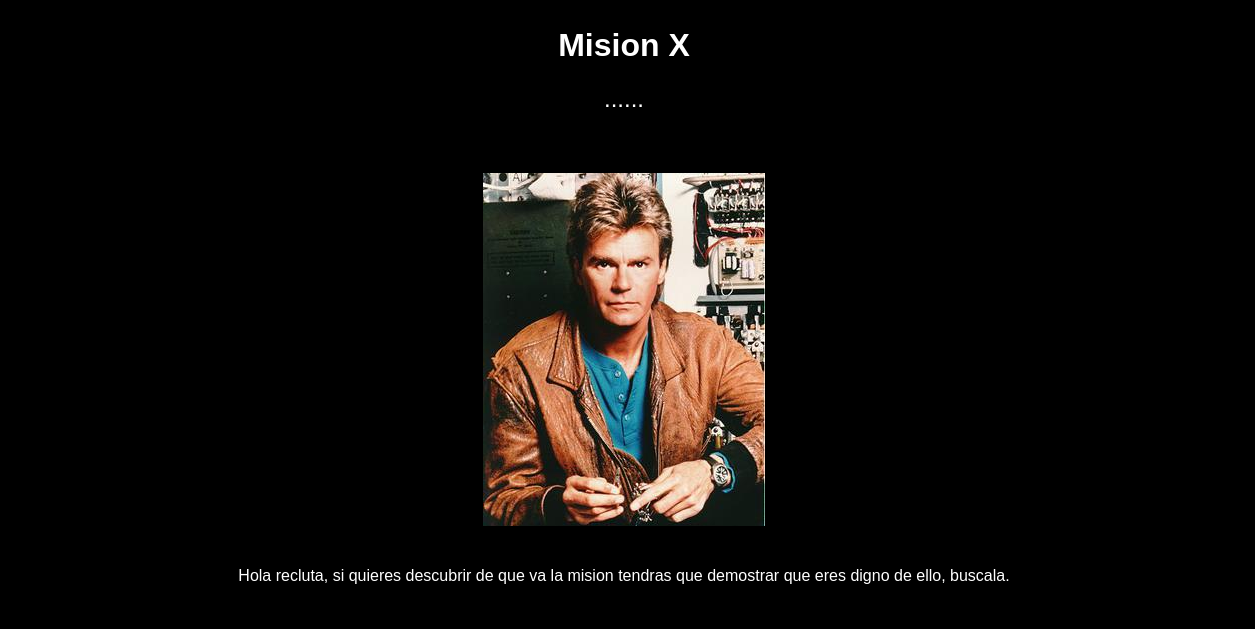 Mision X
......
Hola recluta, si quieres descubrir de que va la mision tendras que demostrar que eres digno de ello, buscala.